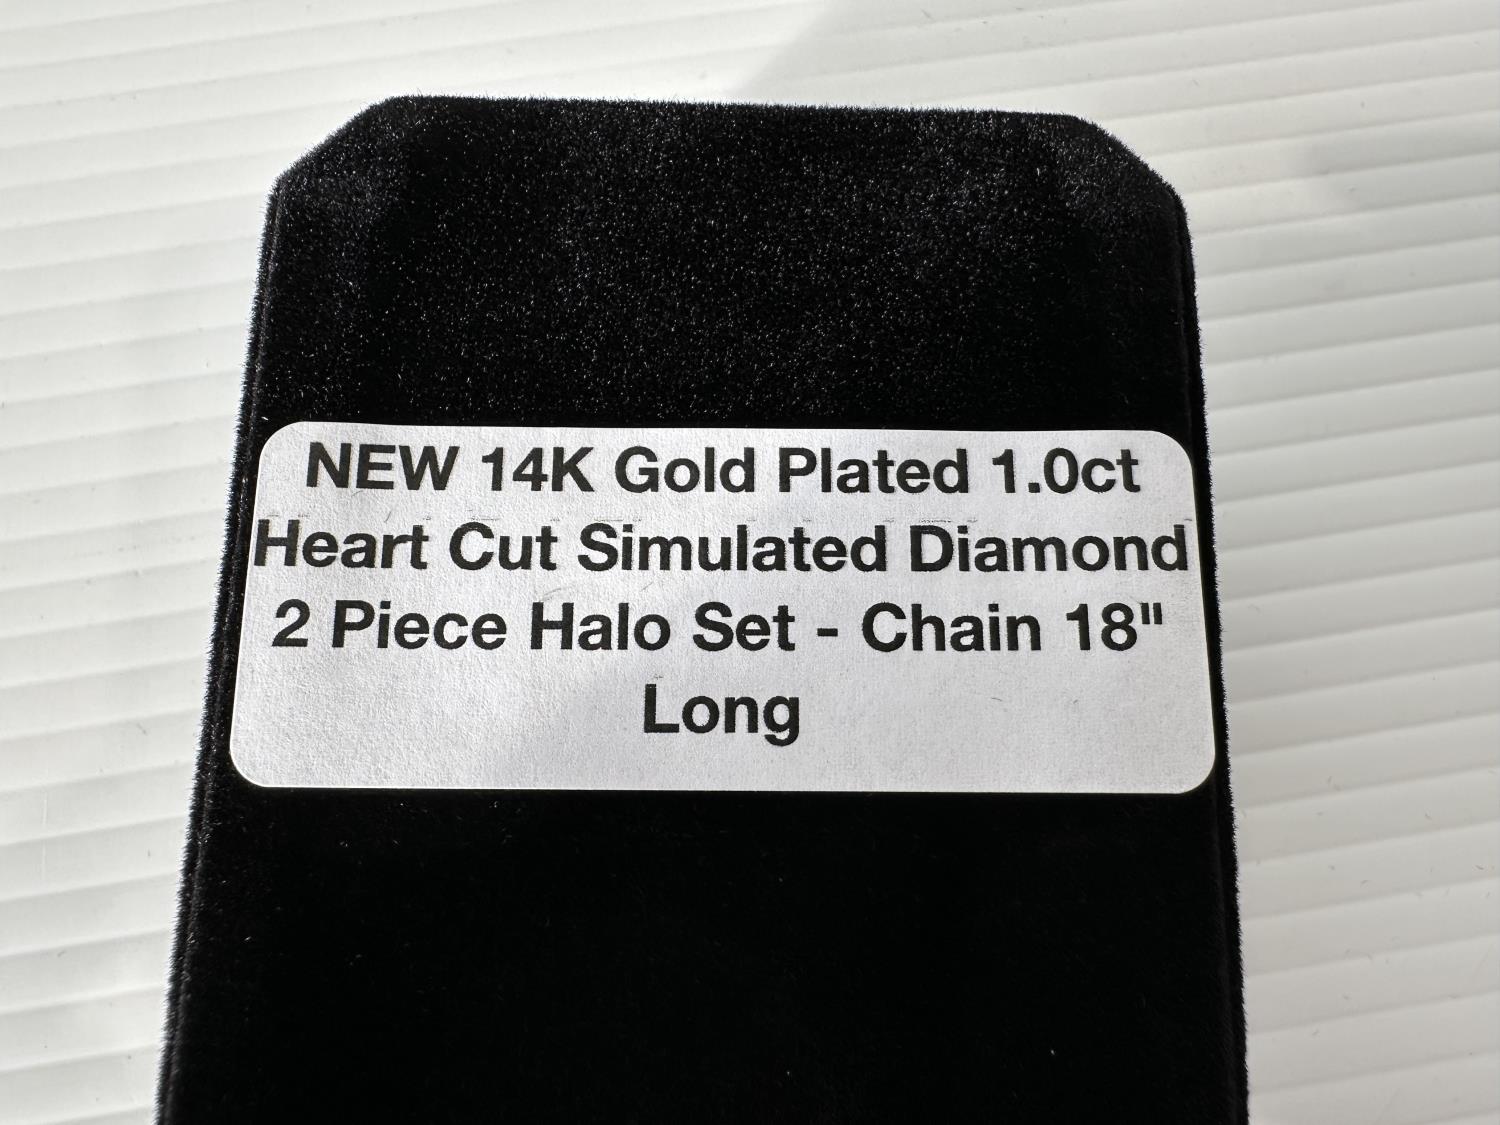 NEW 14K Gold Plated 1.0ct
Heart Cut Simulated Diamond
2 Piece Halo Set - Chain 18"
Long